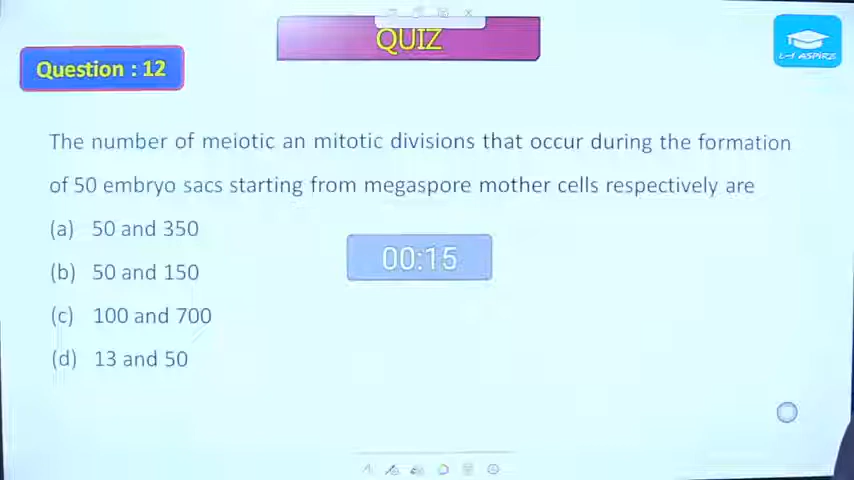 QUIZ
Question : 12
L-1 ASPIRE
The number of meiotic an mitotic divisions that occur during the formation
of 50 embryo sacs starting from megaspore mother cells respectively are
(a) 50 and 350
(b) 50 and 150
(c) 100 and 700
(d) 13 and 50
00:15